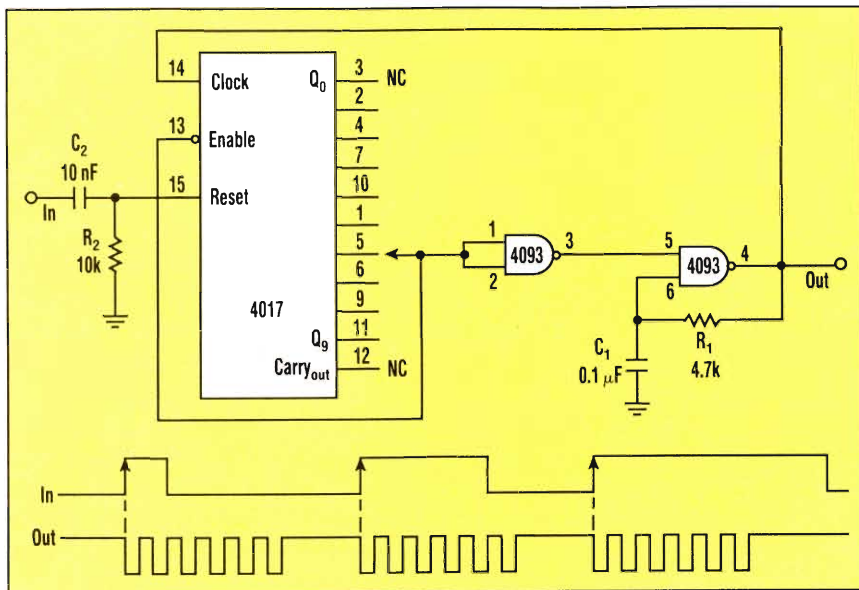 14
Clock
Q0
3
NC
2
13
Enable
4
C2
10 nF
7
15
Reset
10
In
1
R2
10k
5
1
4093
3
5
4093
4
2
6
Out
6
9
4017
11
Q9
C1
0.1 µF
R1
4.7k
Carryout
12
NC
In
Out